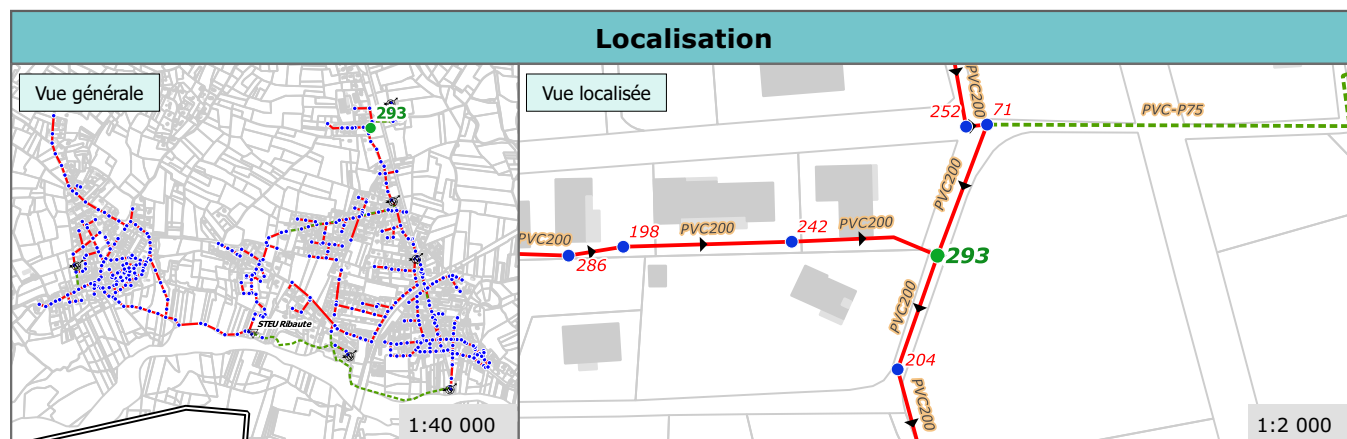 Localisation
Vue générale
293
STEU Ribaute
1:40 000
Vue localisée
PVC200
252
71
PVC-P75
PVC200
PVC200
286
198
PVC200
242
PVC200
293
PVC200
204
PVC200
1:2 000